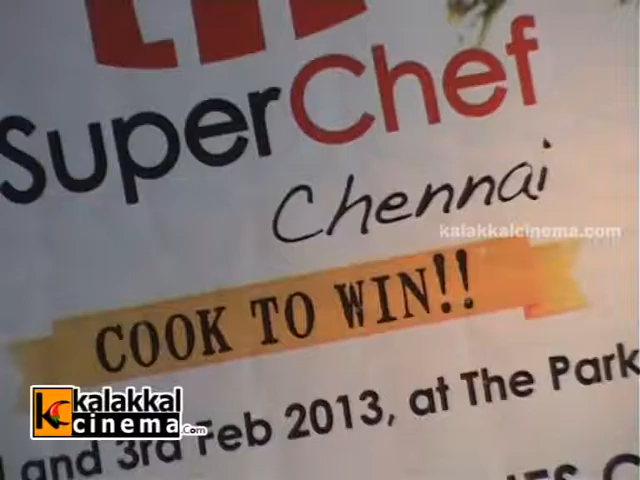 SuperChef
Chennai
kalakkalcinema.com
COOK TO WIN!!
and 3rd Feb 2013, at The Park
kalakkal
cinema.Com